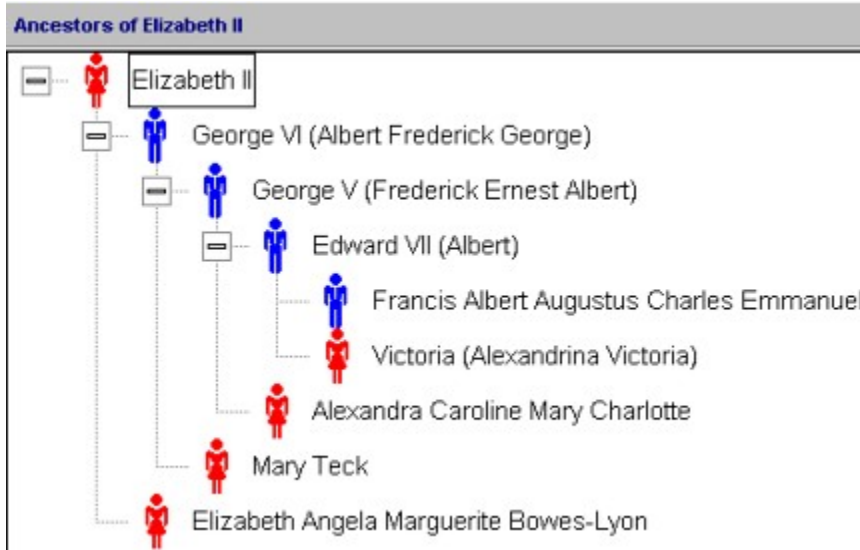 Ancestors of Elizabeth II
Elizabeth II
George VI (Albert Frederick George)
George V (Frederick Ernest Albert)
Edward VII (Albert)
Francis Albert Augustus Charles Emmanuel
Victoria (Alexandrina Victoria)
Alexandra Caroline Mary Charlotte
Mary Teck
Elizabeth Angela Marguerite Bowes-Lyon